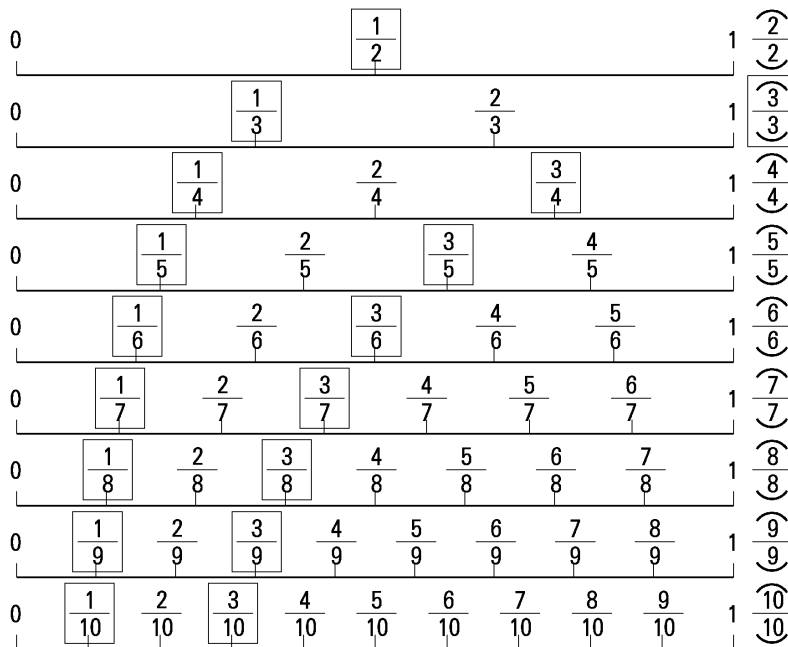 0 1/2 1 (2/2)
0 1/3 2/3 1 (3/3)
0 1/4 2/4 3/4 1 (4/4)
0 1/5 2/5 3/5 4/5 1 (5/5)
0 1/6 2/6 3/6 4/6 5/6 1 (6/6)
0 1/7 2/7 3/7 4/7 5/7 6/7 1 (7/7)
0 1/8 2/8 3/8 4/8 5/8 6/8 7/8 1 (8/8)
0 1/9 2/9 3/9 4/9 5/9 6/9 7/9 8/9 1 (9/9)
0 1/10 2/10 3/10 4/10 5/10 6/10 7/10 8/10 9/10 1 (10/10)